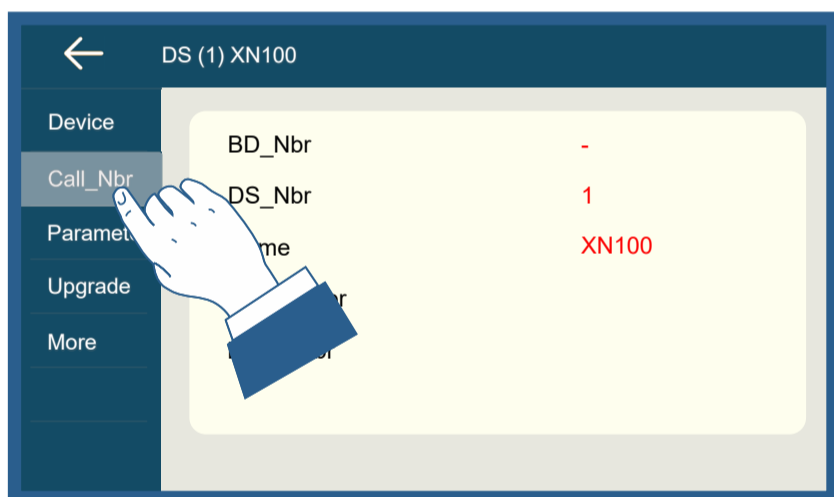 DS (1) XN100
Device
Call_Nbr
Upgrade
More
BD_Nbr -
DS_Nbr 1
XN100